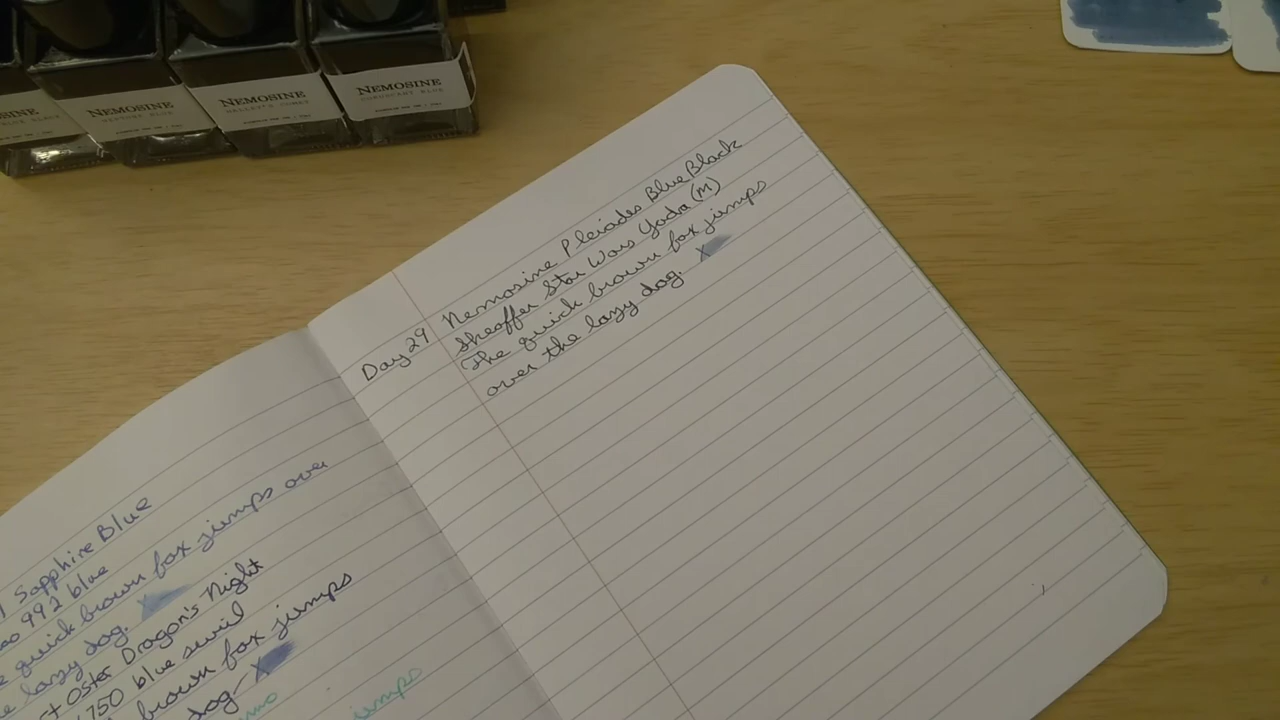 NEMOSINE
NEMOSINE
NEMOSINE
Day 29 Nemosine Pleiades Blue Black
Sheaffer Star Wars Yoda (M)
The quick brown fox jumps
over the lazy dog. X
Sapphire Blue
992 blue
quick brown fox jumps over
lazy dog.
Oster Dragon's Night
750 blue swirl
brown fox jumps
dog X
jumps